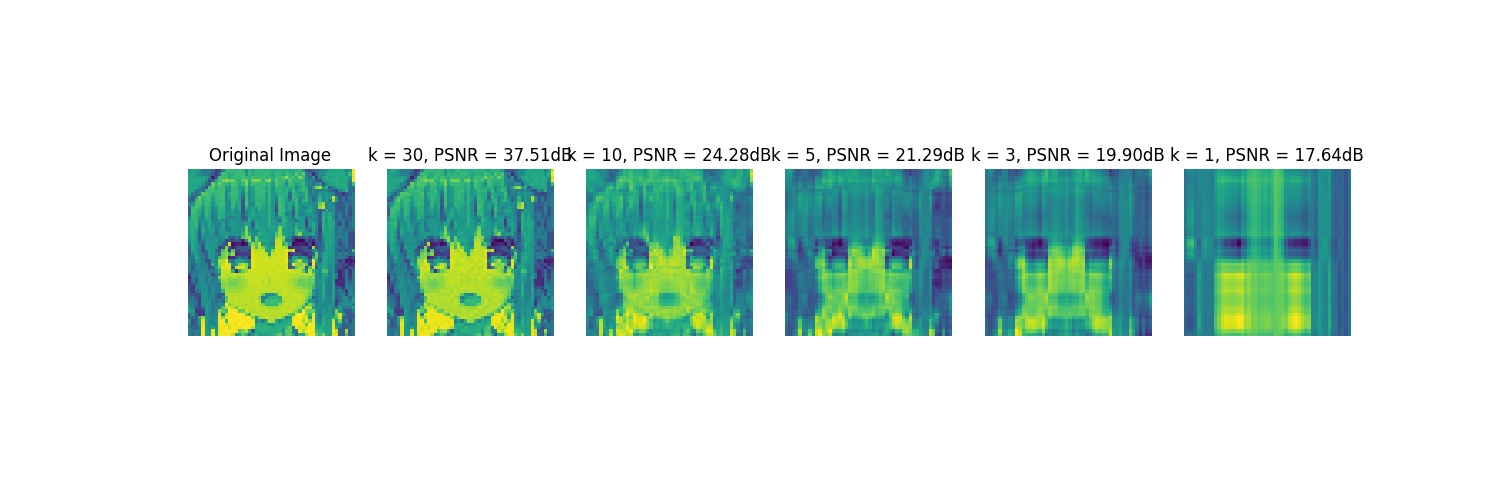 Original Image
k = 30, PSNR = 37.51dB
k = 10, PSNR = 24.28dB
k = 5, PSNR = 21.29dB
k = 3, PSNR = 19.90dB
k = 1, PSNR = 17.64dB